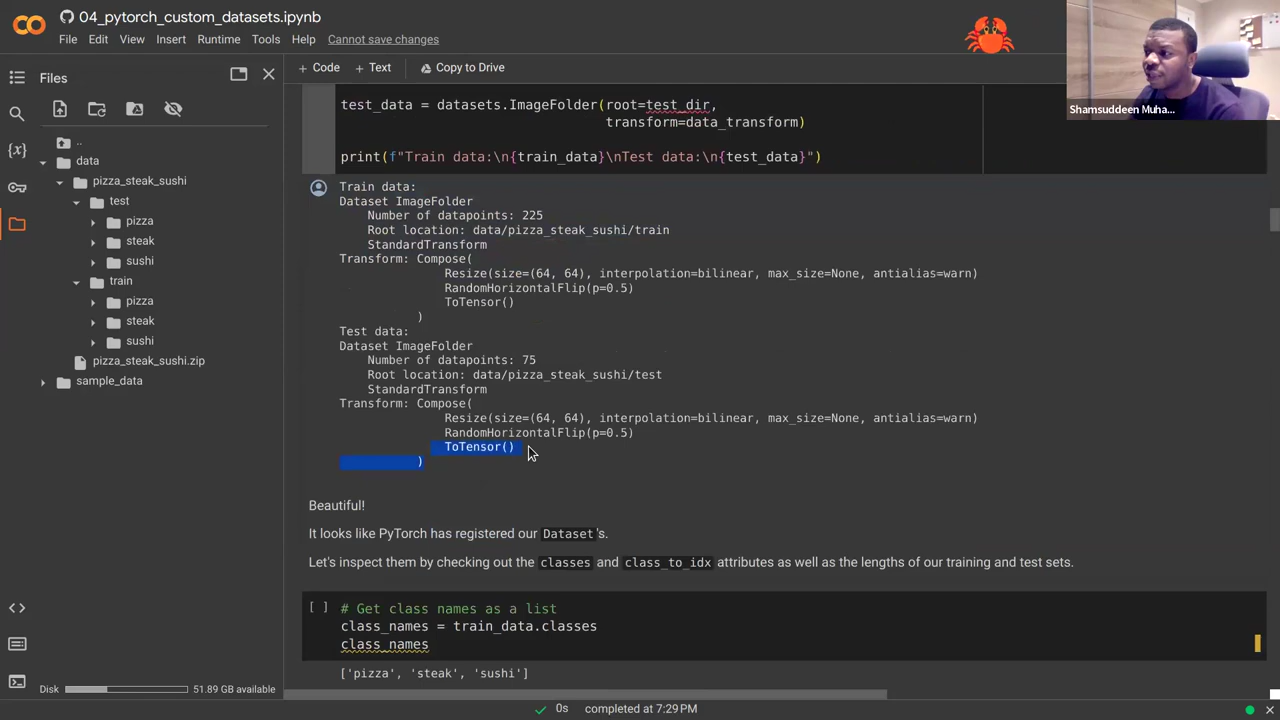 04_pytorch_custom_datasets.ipynb
File Edit View Insert Runtime Tools Help Cannot save changes
Files
+ Code + Text Copy to Drive
Shamsuddeen Muha...
..
data
pizza_steak_sushi
test
pizza
steak
sushi
train
pizza
steak
sushi
pizza_steak_sushi.zip
sample_data
Disk 51.89 GB available
test_data = datasets.ImageFolder(root=test_dir,
transform=data_transform)
print(f"Train data:\n{train_data}\nTest data:\n{test_data}")
Train data:
Dataset ImageFolder
Number of datapoints: 225
Root location: data/pizza_steak_sushi/train
StandardTransform
Transform: Compose(
Resize(size=(64, 64), interpolation=bilinear, max_size=None, antialias=warn)
RandomHorizontalFlip(p=0.5)
ToTensor()
)
Test data:
Dataset ImageFolder
Number of datapoints: 75
Root location: data/pizza_steak_sushi/test
StandardTransform
Transform: Compose(
Resize(size=(64, 64), interpolation=bilinear, max_size=None, antialias=warn)
RandomHorizontalFlip(p=0.5)
ToTensor()
)
Beautiful!
It looks like PyTorch has registered our Dataset's.
Let's inspect them by checking out the classes and class_to_idx attributes as well as the lengths of our training and test sets.
[ ] # Get class names as a list
class_names = train_data.classes
class_names
['pizza', 'steak', 'sushi']
0s completed at 7:29 PM